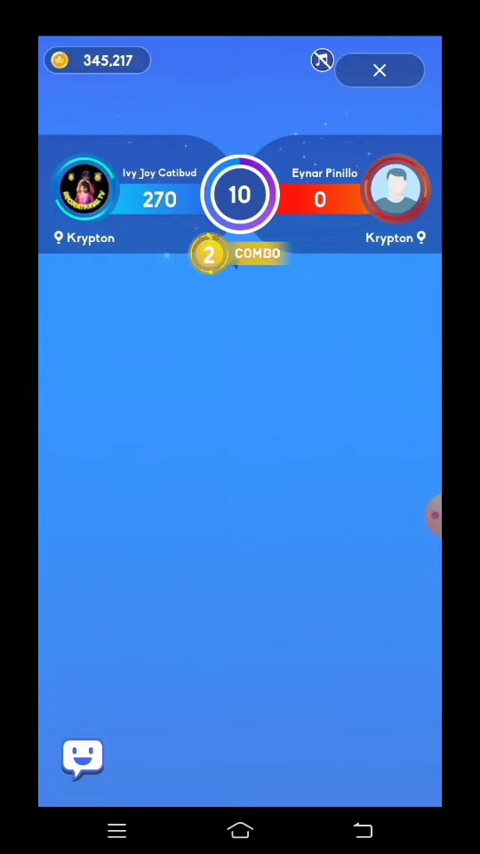 345,217
Ivy Joy Catibud
270
10
Eynar Pinillo
0
Krypton
Krypton
2 COMBO